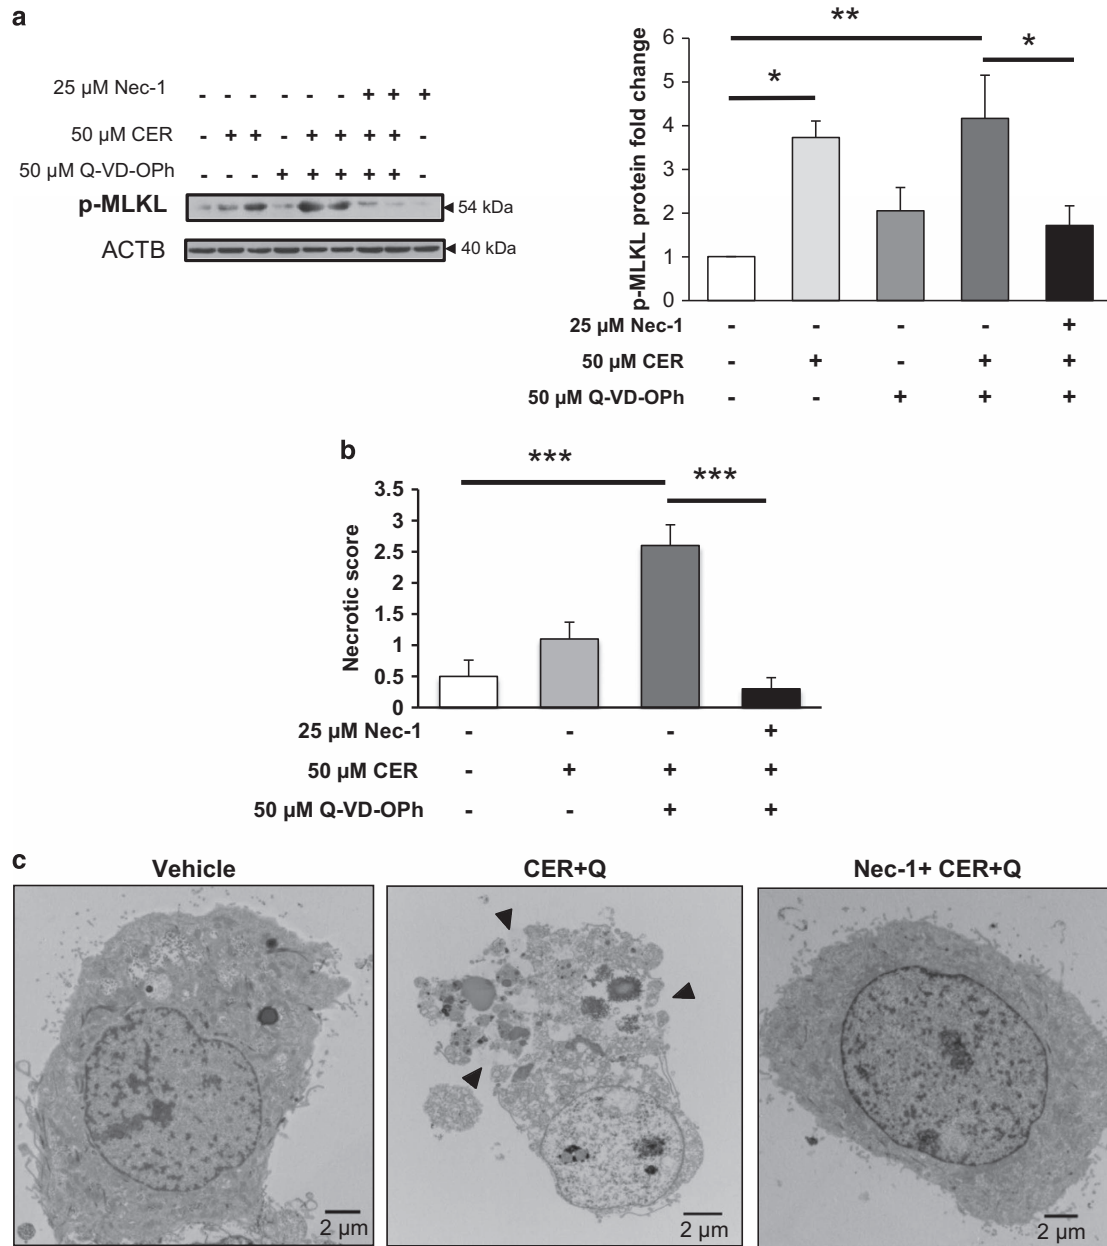 a
25 µM Nec-1 - - - - - - + + +
50 µM CER - + + - + + + + -
50 µM Q-VD-OPh - - - + + + + + -
p-MLKL
54 kDa
ACTB
40 kDa
p-MLKL protein fold change
6
5
4
3
2
1
0
**
*
*
25 µM Nec-1 - - - - +
50 µM CER - + - + +
50 µM Q-VD-OPh - - + + +
b
Necrotic score
3.5
3
2.5
2
1.5
1
0.5
0
***
***
25 µM Nec-1 - - - +
50 µM CER - + + +
50 µM Q-VD-OPh - - + +
c
Vehicle
CER+Q
Nec-1+ CER+Q
2 µm
2 µm
2 µm